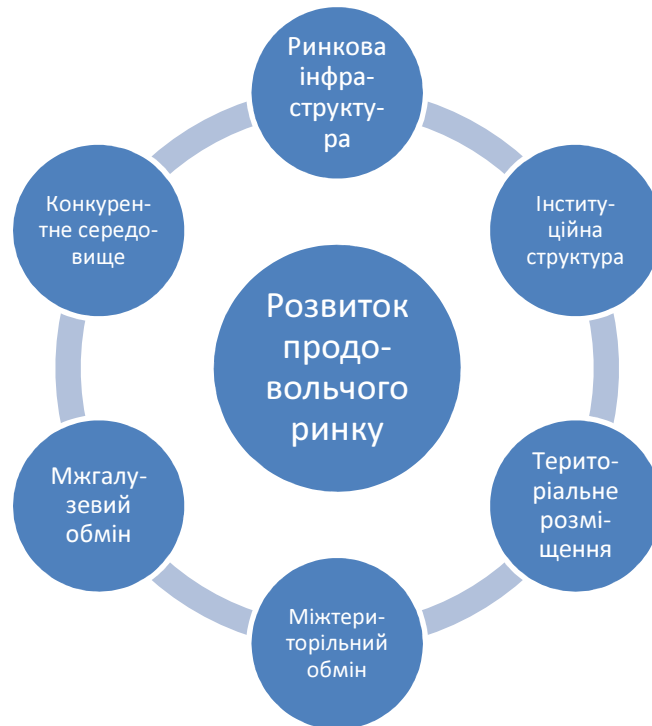 Ринкова
інфра-
структу-
ра
Інститу-
ційна
структура
Терито-
ріальне
розмі-
щення
Міжтери-
торільний
обмін
Мжгалу-
зевий
обмін
Конкурен-
тне середо-
вище
Розвиток
продо-
вольчого
ринку